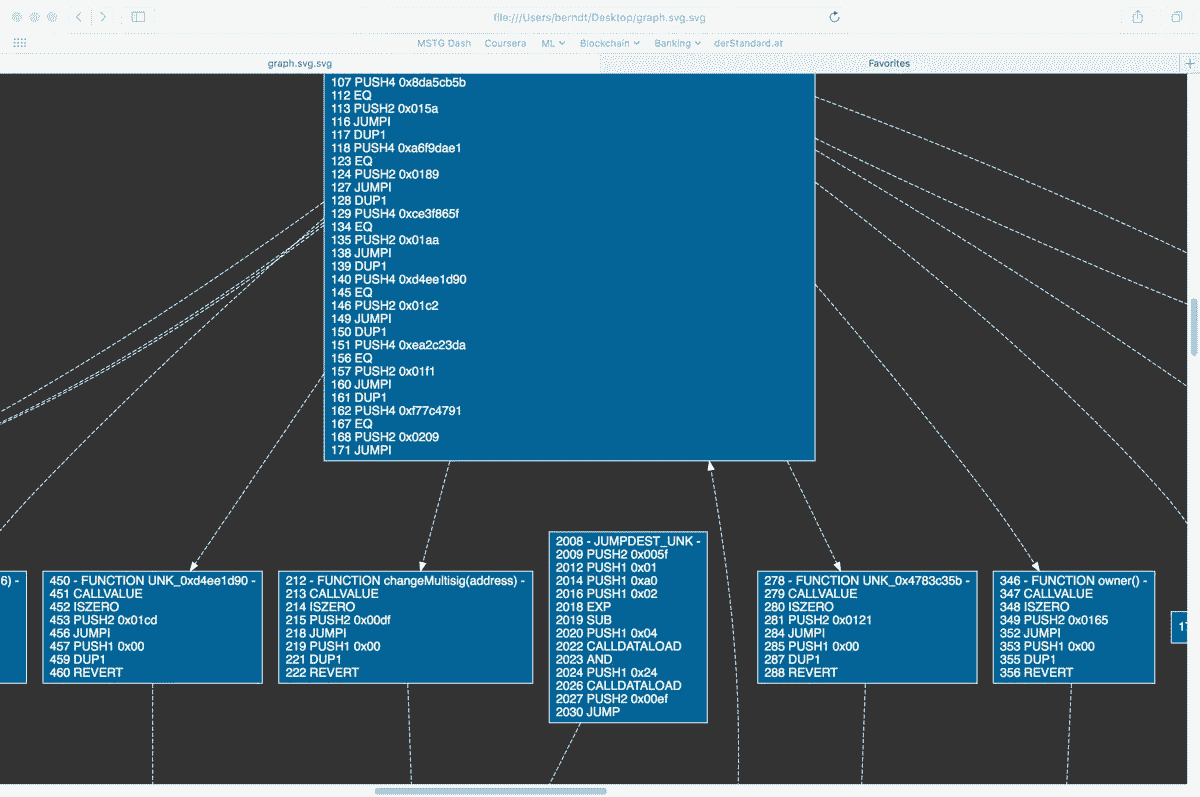 file:///Users/berndt/Desktop/graph.svg.svg
MSTG Dash Coursera ML Blockchain Banking derStandard.at
graph.svg.svg Favorites
107 PUSH4 0x8da5cb5b
112 EQ
113 PUSH2 0x015a
116 JUMPI
117 DUP1
118 PUSH4 0xa6f9dae1
123 EQ
124 PUSH2 0x0189
127 JUMPI
128 DUP1
129 PUSH4 0xce3f865f
134 EQ
135 PUSH2 0x01aa
138 JUMPI
139 DUP1
140 PUSH4 0xd4ee1d90
145 EQ
146 PUSH2 0x01c2
149 JUMPI
150 DUP1
151 PUSH4 0xea2c23da
156 EQ
157 PUSH2 0x01f1
160 JUMPI
161 DUP1
162 PUSH4 0xf77c4791
167 EQ
168 PUSH2 0x0209
171 JUMPI
6) -
450 - FUNCTION UNK_0xd4ee1d90 -
451 CALLVALUE
452 ISZERO
453 PUSH2 0x01cd
456 JUMPI
457 PUSH1 0x00
459 DUP1
460 REVERT
212 - FUNCTION changeMultisig(address) -
213 CALLVALUE
214 ISZERO
215 PUSH2 0x00df
218 JUMPI
219 PUSH1 0x00
221 DUP1
222 REVERT
2008 - JUMPDEST_UNK -
2009 PUSH2 0x005f
2012 PUSH1 0x01
2014 PUSH1 0xa0
2016 PUSH1 0x02
2018 EXP
2019 SUB
2020 PUSH1 0x04
2022 CALLDATALOAD
2023 AND
2024 PUSH1 0x24
2026 CALLDATALOAD
2027 PUSH2 0x00ef
2030 JUMP
278 - FUNCTION UNK_0x4783c35b -
279 CALLVALUE
280 ISZERO
281 PUSH2 0x0121
284 JUMPI
285 PUSH1 0x00
287 DUP1
288 REVERT
346 - FUNCTION owner() -
347 CALLVALUE
348 ISZERO
349 PUSH2 0x0165
352 JUMPI
353 PUSH1 0x00
355 DUP1
356 REVERT